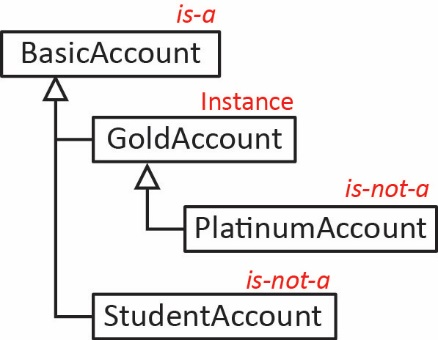 is-a
BasicAccount
Instance
GoldAccount
is-not-a
PlatinumAccount
is-not-a
StudentAccount